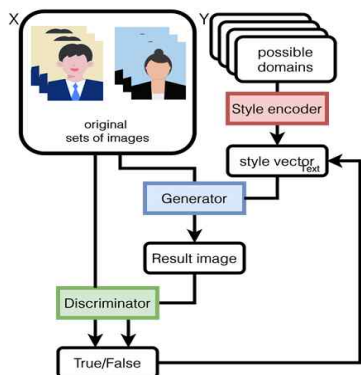 X
Y
possible
domains
original
sets of images
Style encoder
style vector
Text
Generator
Result image
Discriminator
True/False